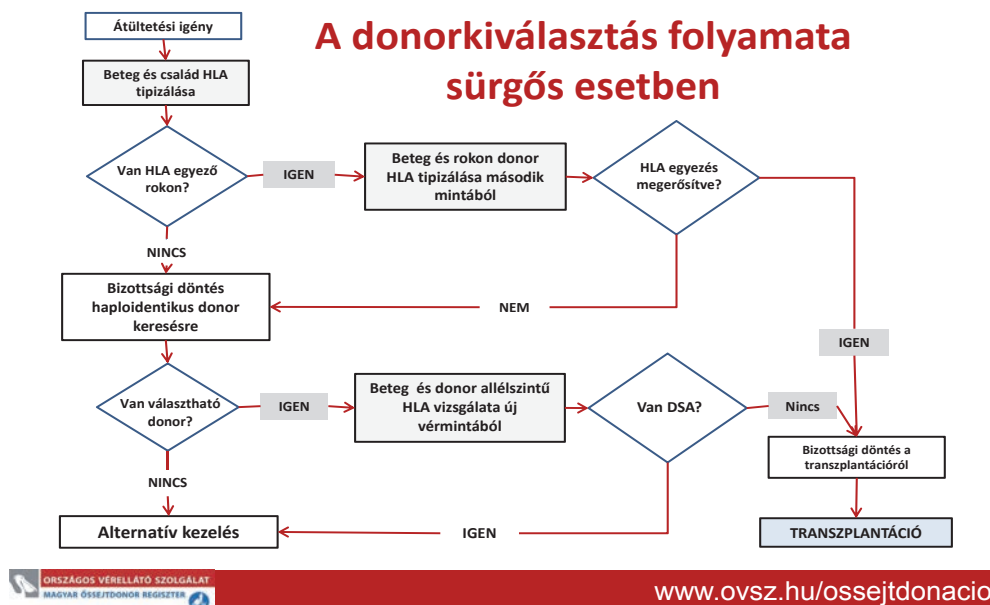 Átültetési igény
A donorkiválasztás folyamata
sürgős esetben
Beteg és család HLA
tipizálása
Van HLA egyező
rokon?
IGEN
Beteg és rokon donor
HLA tipizálása második
mintából
HLA egyezés
megerősítve?
NINCS
Bizottsági döntés
haploidentikus donor
keresésre
NEM
IGEN
Van választható
donor?
IGEN
Beteg és donor allélszintű
HLA vizsgálata új
vérmintából
Van DSA?
Nincs
Bizottsági döntés a
transzplantációról
NINCS
Alternatív kezelés
IGEN
TRANSZPLANTÁCIÓ
ORSZÁGOS VÉRELLÁTÓ SZOLGÁLAT
MAGYAR ŐSSEJTDONOR REGISZTER
www.ovsz.hu/ossejtdonacio